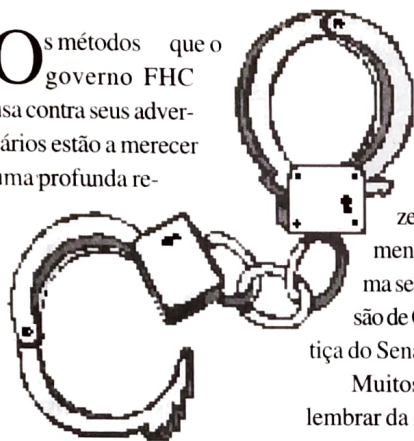 Os métodos que o
governo FHC
usa contra seus adver-
sários estão a merecer
uma profunda re-
ze
men
ma se
são de
tiça do Sena
Muitos
lembrar da